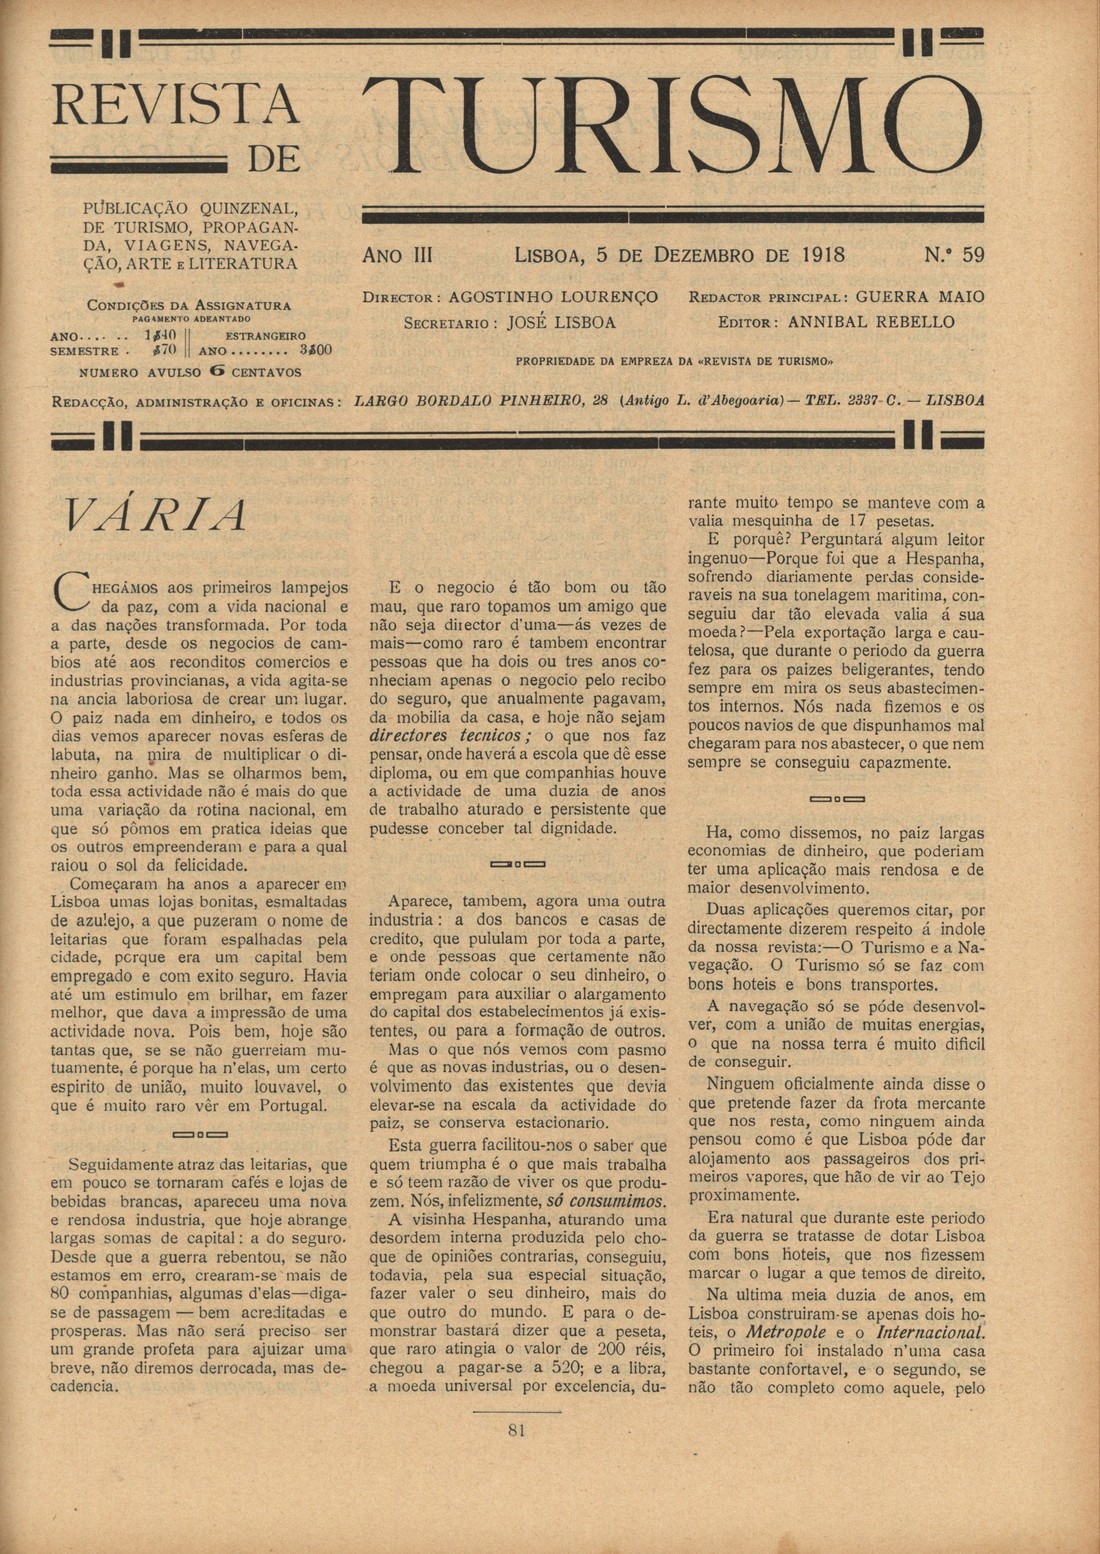 REVISTA
DE
TURISMO
PUBLICAÇÃO QUINZENAL,
DE TURISMO, PROPAGAN-
DA, VIAGENS, NAVEGA-
ÇÃO, ARTE E LITERATURA
CONDIÇÕES DA ASSIGNATURA
PAGAMENTO ADEANTADO
ANO.... .. 1$40 || ESTRANGEIRO
SEMESTRE . $70 || ANO ........ 3$00
NUMERO AVULSO 6 CENTAVOS
ANO III LISBOA, 5 DE DEZEMBRO DE 1918 N.º 59
DIRECTOR: AGOSTINHO LOURENÇO REDACTOR PRINCIPAL: GUERRA MAIO
SECRETARIO: JOSÉ LISBOA EDITOR: ANNIBAL REBELLO
PROPRIEDADE DA EMPREZA DA «REVISTA DE TURISMO»
REDACÇÃO, ADMINISTRAÇÃO E OFICINAS: LARGO BORDALO PINHEIRO, 28 (Antigo L. d'Abegoaria) — TEL. 2337-C. — LISBOA
VÁRIA
CHEGÁMOS aos primeiros lampejos
da paz, com a vida nacional e
a das nações transformada. Por toda
a parte, desde os negocios de cam-
bios até aos reconditos comercios e
industrias provincianas, a vida agita-se
na ancia laboriosa de crear um lugar.
O paiz nada em dinheiro, e todos os
dias vemos aparecer novas esferas de
labuta, na mira de multiplicar o di-
nheiro ganho. Mas se olharmos bem,
toda essa actividade não é mais do que
uma variação da rotina nacional, em
que só pômos em pratica ideias que
os outros empreenderam e para a qual
raiou o sol da felicidade.
Começaram ha anos a aparecer em
Lisboa umas lojas bonitas, esmaltadas
de azulejo, a que puzeram o nome de
leitarias que foram espalhadas pela
cidade, porque era um capital bem
empregado e com exito seguro. Havia
até um estimulo em brilhar, em fazer
melhor, que dava a impressão de uma
actividade nova. Pois bem, hoje são
tantas que, se se não guerreiam mu-
tuamente, é porque ha n'elas, um certo
espirito de união, muito louvavel, o
que é muito raro vêr em Portugal.
Seguidamente atraz das leitarias, que
em pouco se tornaram cafés e lojas de
bebidas brancas, apareceu uma nova
e rendosa industria, que hoje abrange
largas somas de capital: a do seguro.
Desde que a guerra rebentou, se não
estamos em erro, crearam-se mais de
80 companhias, algumas d'elas—diga-
se de passagem — bem acreditadas e
prosperas. Mas não será preciso ser
um grande profeta para ajuizar uma
breve, não diremos derrocada, mas de-
cadencia.
E o negocio é tão bom ou tão
mau, que raro topamos um amigo que
não seja director d'uma—ás vezes de
mais—como raro é tambem encontrar
pessoas que ha dois ou tres anos co-
nheciam apenas o negocio pelo recibo
do seguro, que anualmente pagavam,
da mobilia da casa, e hoje não sejam
directores tecnicos; o que nos faz
pensar, onde haverá a escola que dê esse
diploma, ou em que companhias houve
a actividade de uma duzia de anos
de trabalho aturado e persistente que
pudesse conceber tal dignidade.
Aparece, tambem, agora uma outra
industria: a dos bancos e casas de
credito, que pululam por toda a parte,
e onde pessoas que certamente não
teriam onde colocar o seu dinheiro, o
empregam para auxiliar o alargamento
do capital dos estabelecimentos já exis-
tentes, ou para a formação de outros.
Mas o que nós vemos com pasmo
é que as novas industrias, ou o desen-
volvimento das existentes que devia
elevar-se na escala da actividade do
paiz, se conserva estacionario.
Esta guerra facilitou-nos o saber que
quem triumpha é o que mais trabalha
e só teem razão de viver os que produ-
zem. Nós, infelizmente, só consumimos.
A visinha Hespanha, aturando uma
desordem interna produzida pelo cho-
que de opiniões contrarias, conseguiu,
todavia, pela sua especial situação,
fazer valer o seu dinheiro, mais do
que outro do mundo. E para o de-
monstrar bastará dizer que a peseta,
que raro atingia o valor de 200 réis,
chegou a pagar-se a 520; e a libra,
a moeda universal por excelencia, du-
rante muito tempo se manteve com a
valia mesquinha de 17 pesetas.
E porquê? Perguntará algum leitor
ingenuo—Porque foi que a Hespanha,
sofrendo diariamente perdas conside-
raveis na sua tonelagem maritima, con-
seguiu dar tão elevada valia á sua
moeda?—Pela exportação larga e cau-
telosa, que durante o periodo da guerra
fez para os paizes beligerantes, tendo
sempre em mira os seus abastecimen-
tos internos. Nós nada fizemos e os
poucos navios de que dispunhamos mal
chegaram para nos abastecer, o que nem
sempre se conseguiu capazmente.
Ha, como dissemos, no paiz largas
economias de dinheiro, que poderiam
ter uma aplicação mais rendosa e de
maior desenvolvimento.
Duas aplicações queremos citar, por
directamente dizerem respeito á indole
da nossa revista:—O Turismo e a Na-
vegação. O Turismo só se faz com
bons hoteis e bons transportes.
A navegação só se póde desenvol-
ver, com a união de muitas energias,
o que na nossa terra é muito dificil
de conseguir.
Ninguem oficialmente ainda disse o
que pretende fazer da frota mercante
que nos resta, como ninguem ainda
pensou como é que Lisboa póde dar
alojamento aos passageiros dos pri-
meiros vapores, que hão de vir ao Tejo
proximamente.
Era natural que durante este periodo
da guerra se tratasse de dotar Lisboa
com bons hoteis, que nos fizessem
marcar o lugar a que temos de direito.
Na ultima meia duzia de anos, em
Lisboa construiram-se apenas dois ho-
teis, o Metropole e o Internacional.
O primeiro foi instalado n'uma casa
bastante confortavel, e o segundo, se
não tão completo como aquele, pelo
81